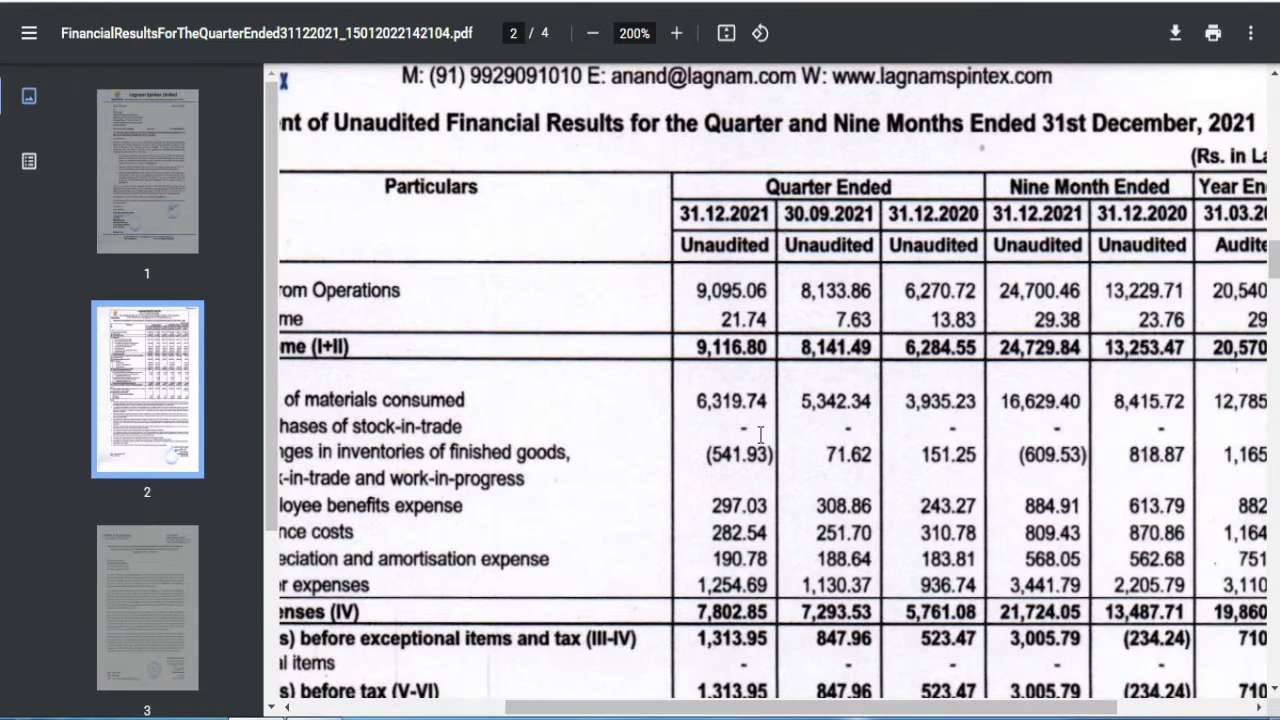 FinancialResultsForTheQuarterEnded31122021_15012022142104.pdf 2 / 4 200%
M: (91) 9929091010 E: anand@lagnam.com W: www.lagnamspintex.com
nt of Unaudited Financial Results for the Quarter and Nine Months Ended 31st December, 2021
(Rs. in La
Particulars Quarter Ended Nine Month Ended Year En
31.12.2021 30.09.2021 31.12.2020 31.12.2021 31.12.2020 31.03.20
Unaudited Unaudited Unaudited Unaudited Unaudited Audite
rom Operations 9,095.06 8,133.86 6,270.72 24,700.46 13,229.71 20,540
me 21.74 7.63 13.83 29.38 23.76 29
me (I+II) 9,116.80 8,141.49 6,284.55 24,729.84 13,253.47 20,570
of materials consumed 6,319.74 5,342.34 3,935.23 16,629.40 8,415.72 12,785
hases of stock-in-trade - - - - -
nges in inventories of finished goods, (541.93) 71.62 151.25 (609.53) 818.87 1,165
k-in-trade and work-in-progress
loyee benefits expense 297.03 308.86 243.27 884.91 613.79 882
nce costs 282.54 251.70 310.78 809.43 870.86 1,164
eciation and amortisation expense 190.78 188.64 183.81 568.05 562.68 751
r expenses 1,254.69 1,130.37 936.74 3,441.79 2,205.79 3,110
enses (IV) 7,802.85 7,293.53 5,761.08 21,724.05 13,487.71 19,860
s) before exceptional items and tax (III-IV) 1,313.95 847.96 523.47 3,005.79 (234.24) 710
al items - - - - -
s) before tax (V-VI) 1,313.95 847.96 523.47 3,005.79 (234.24) 710
Lagnam Spintex Limited
1
2
3